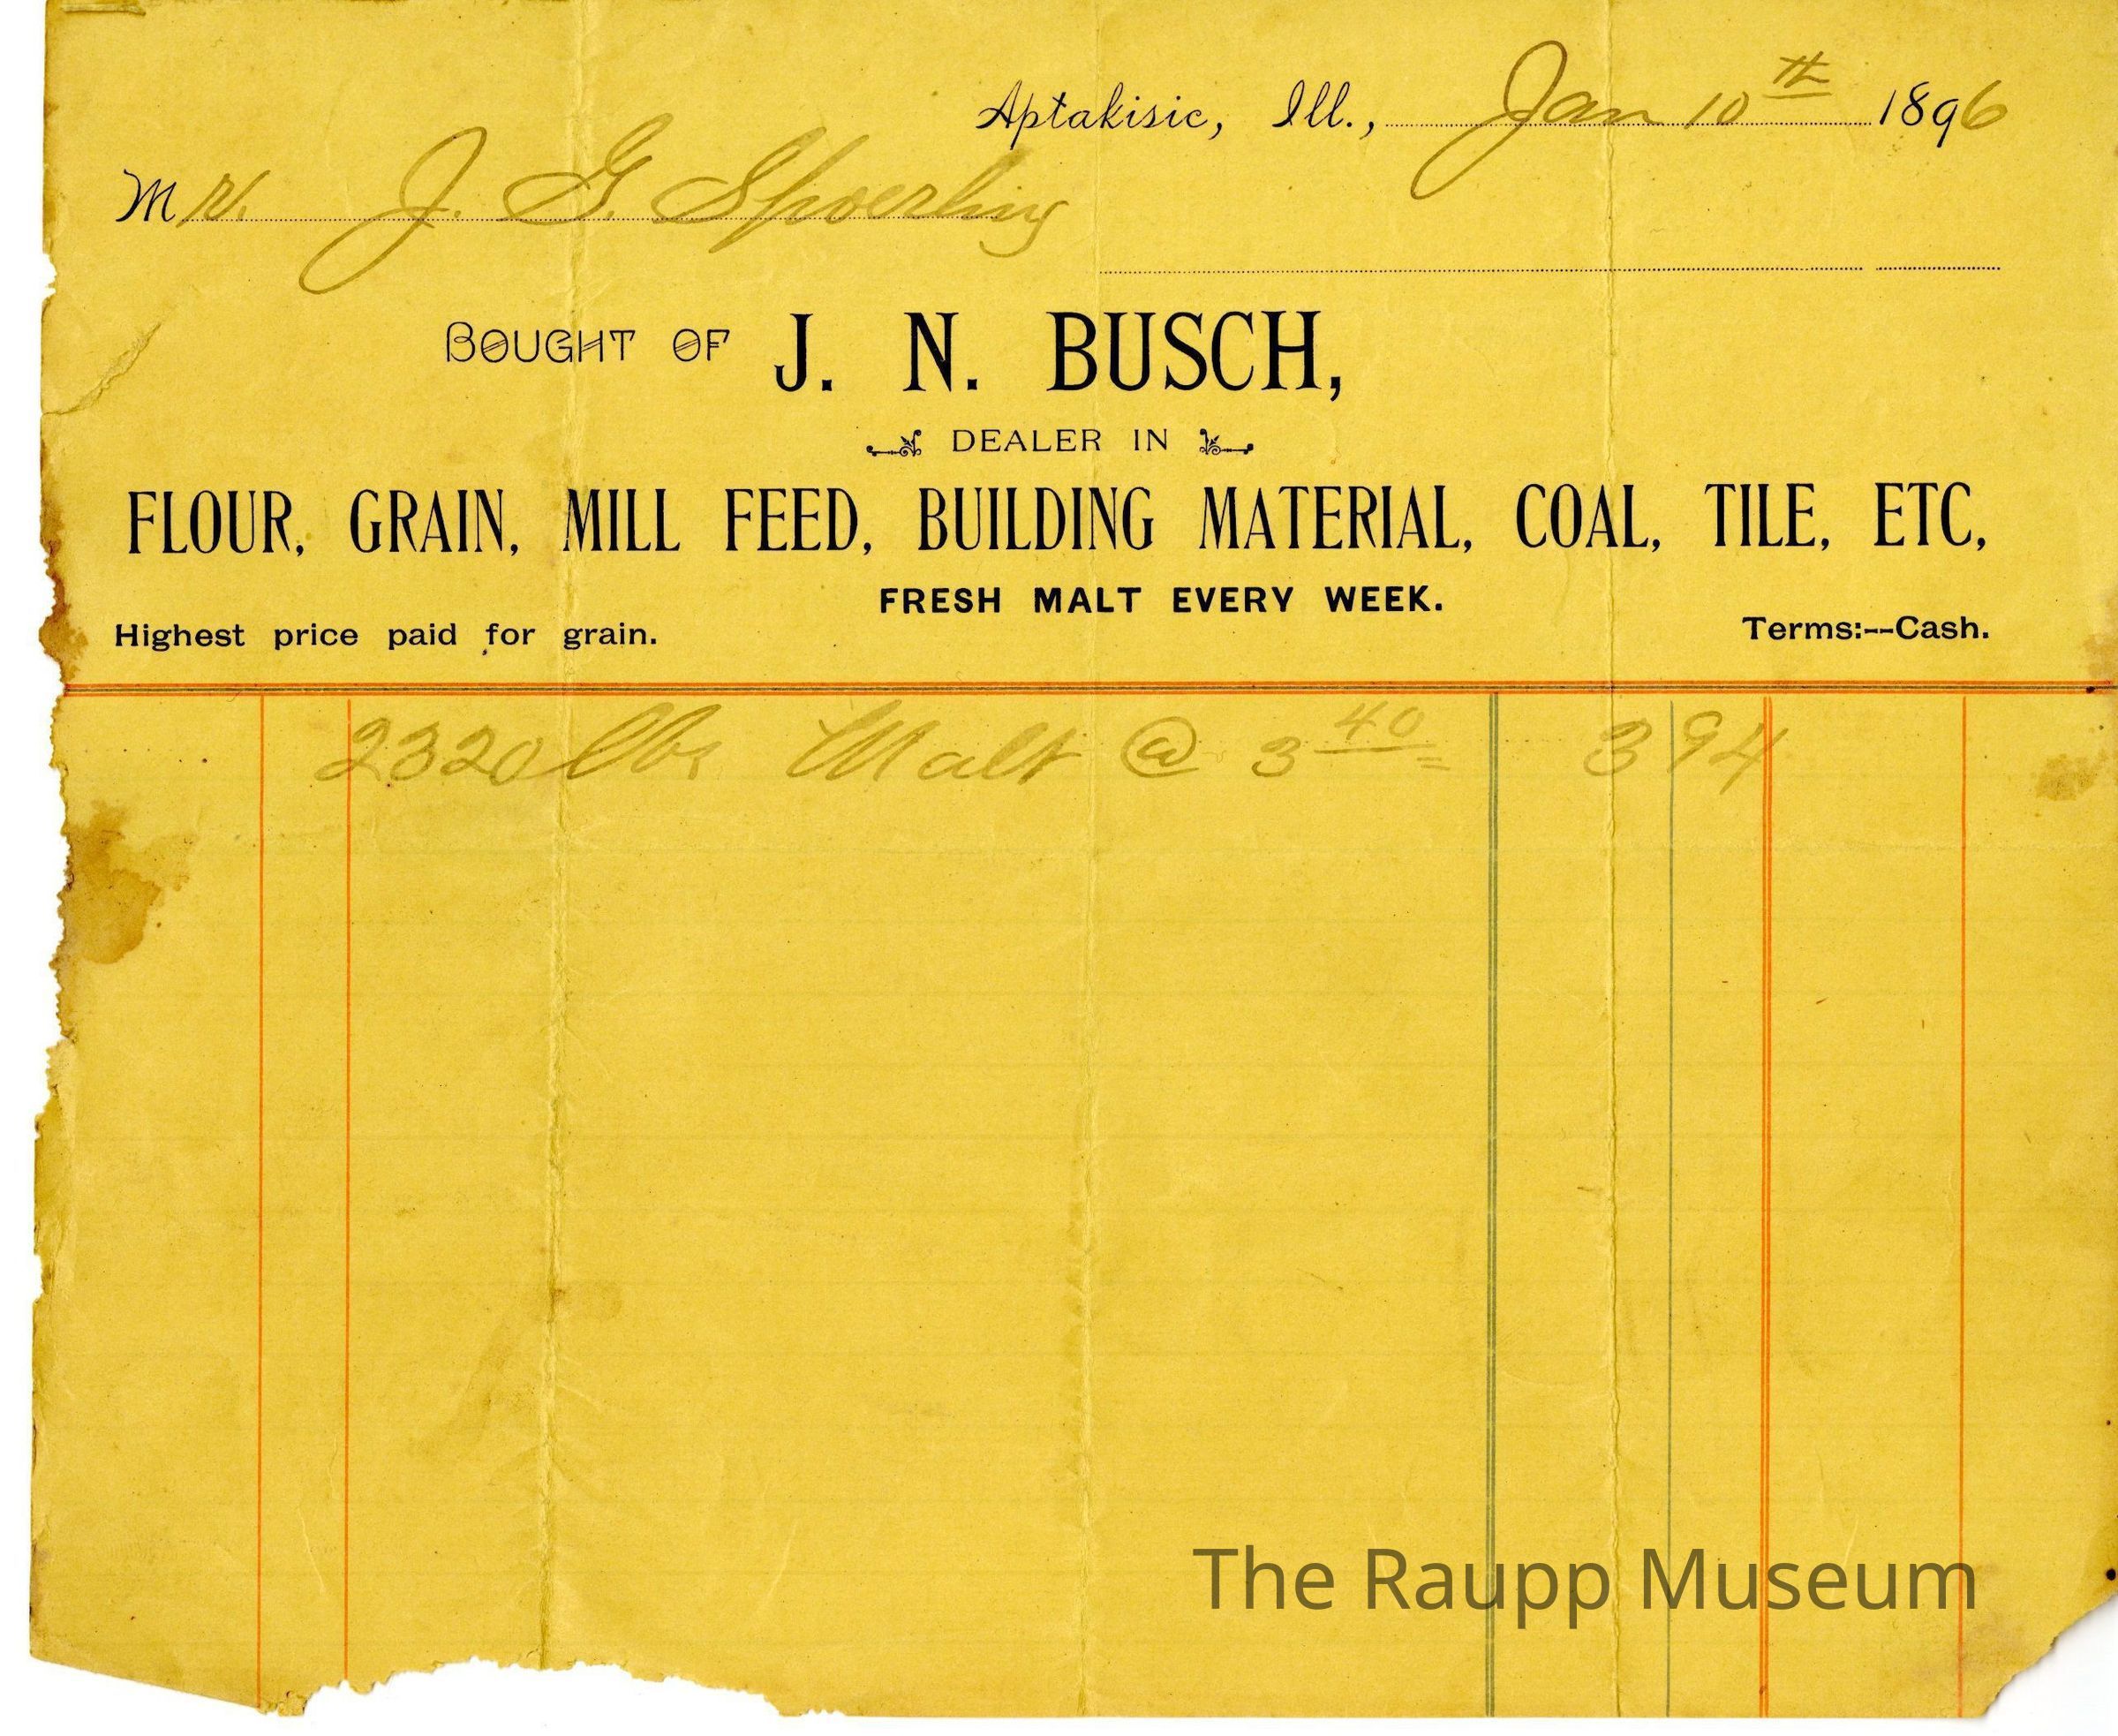 Aptakisic, Ill., Jan 10th 1896
Mr. J. G. Spoerling
BOUGHT OF J. N. BUSCH,
DEALER IN
FLOUR, GRAIN, MILL FEED, BUILDING MATERIAL, COAL, TILE, ETC,
FRESH MALT EVERY WEEK.
Highest price paid for grain. Terms:--Cash.
2320 lbs Malt @ 3 40 = 3 94
The Raupp Museum